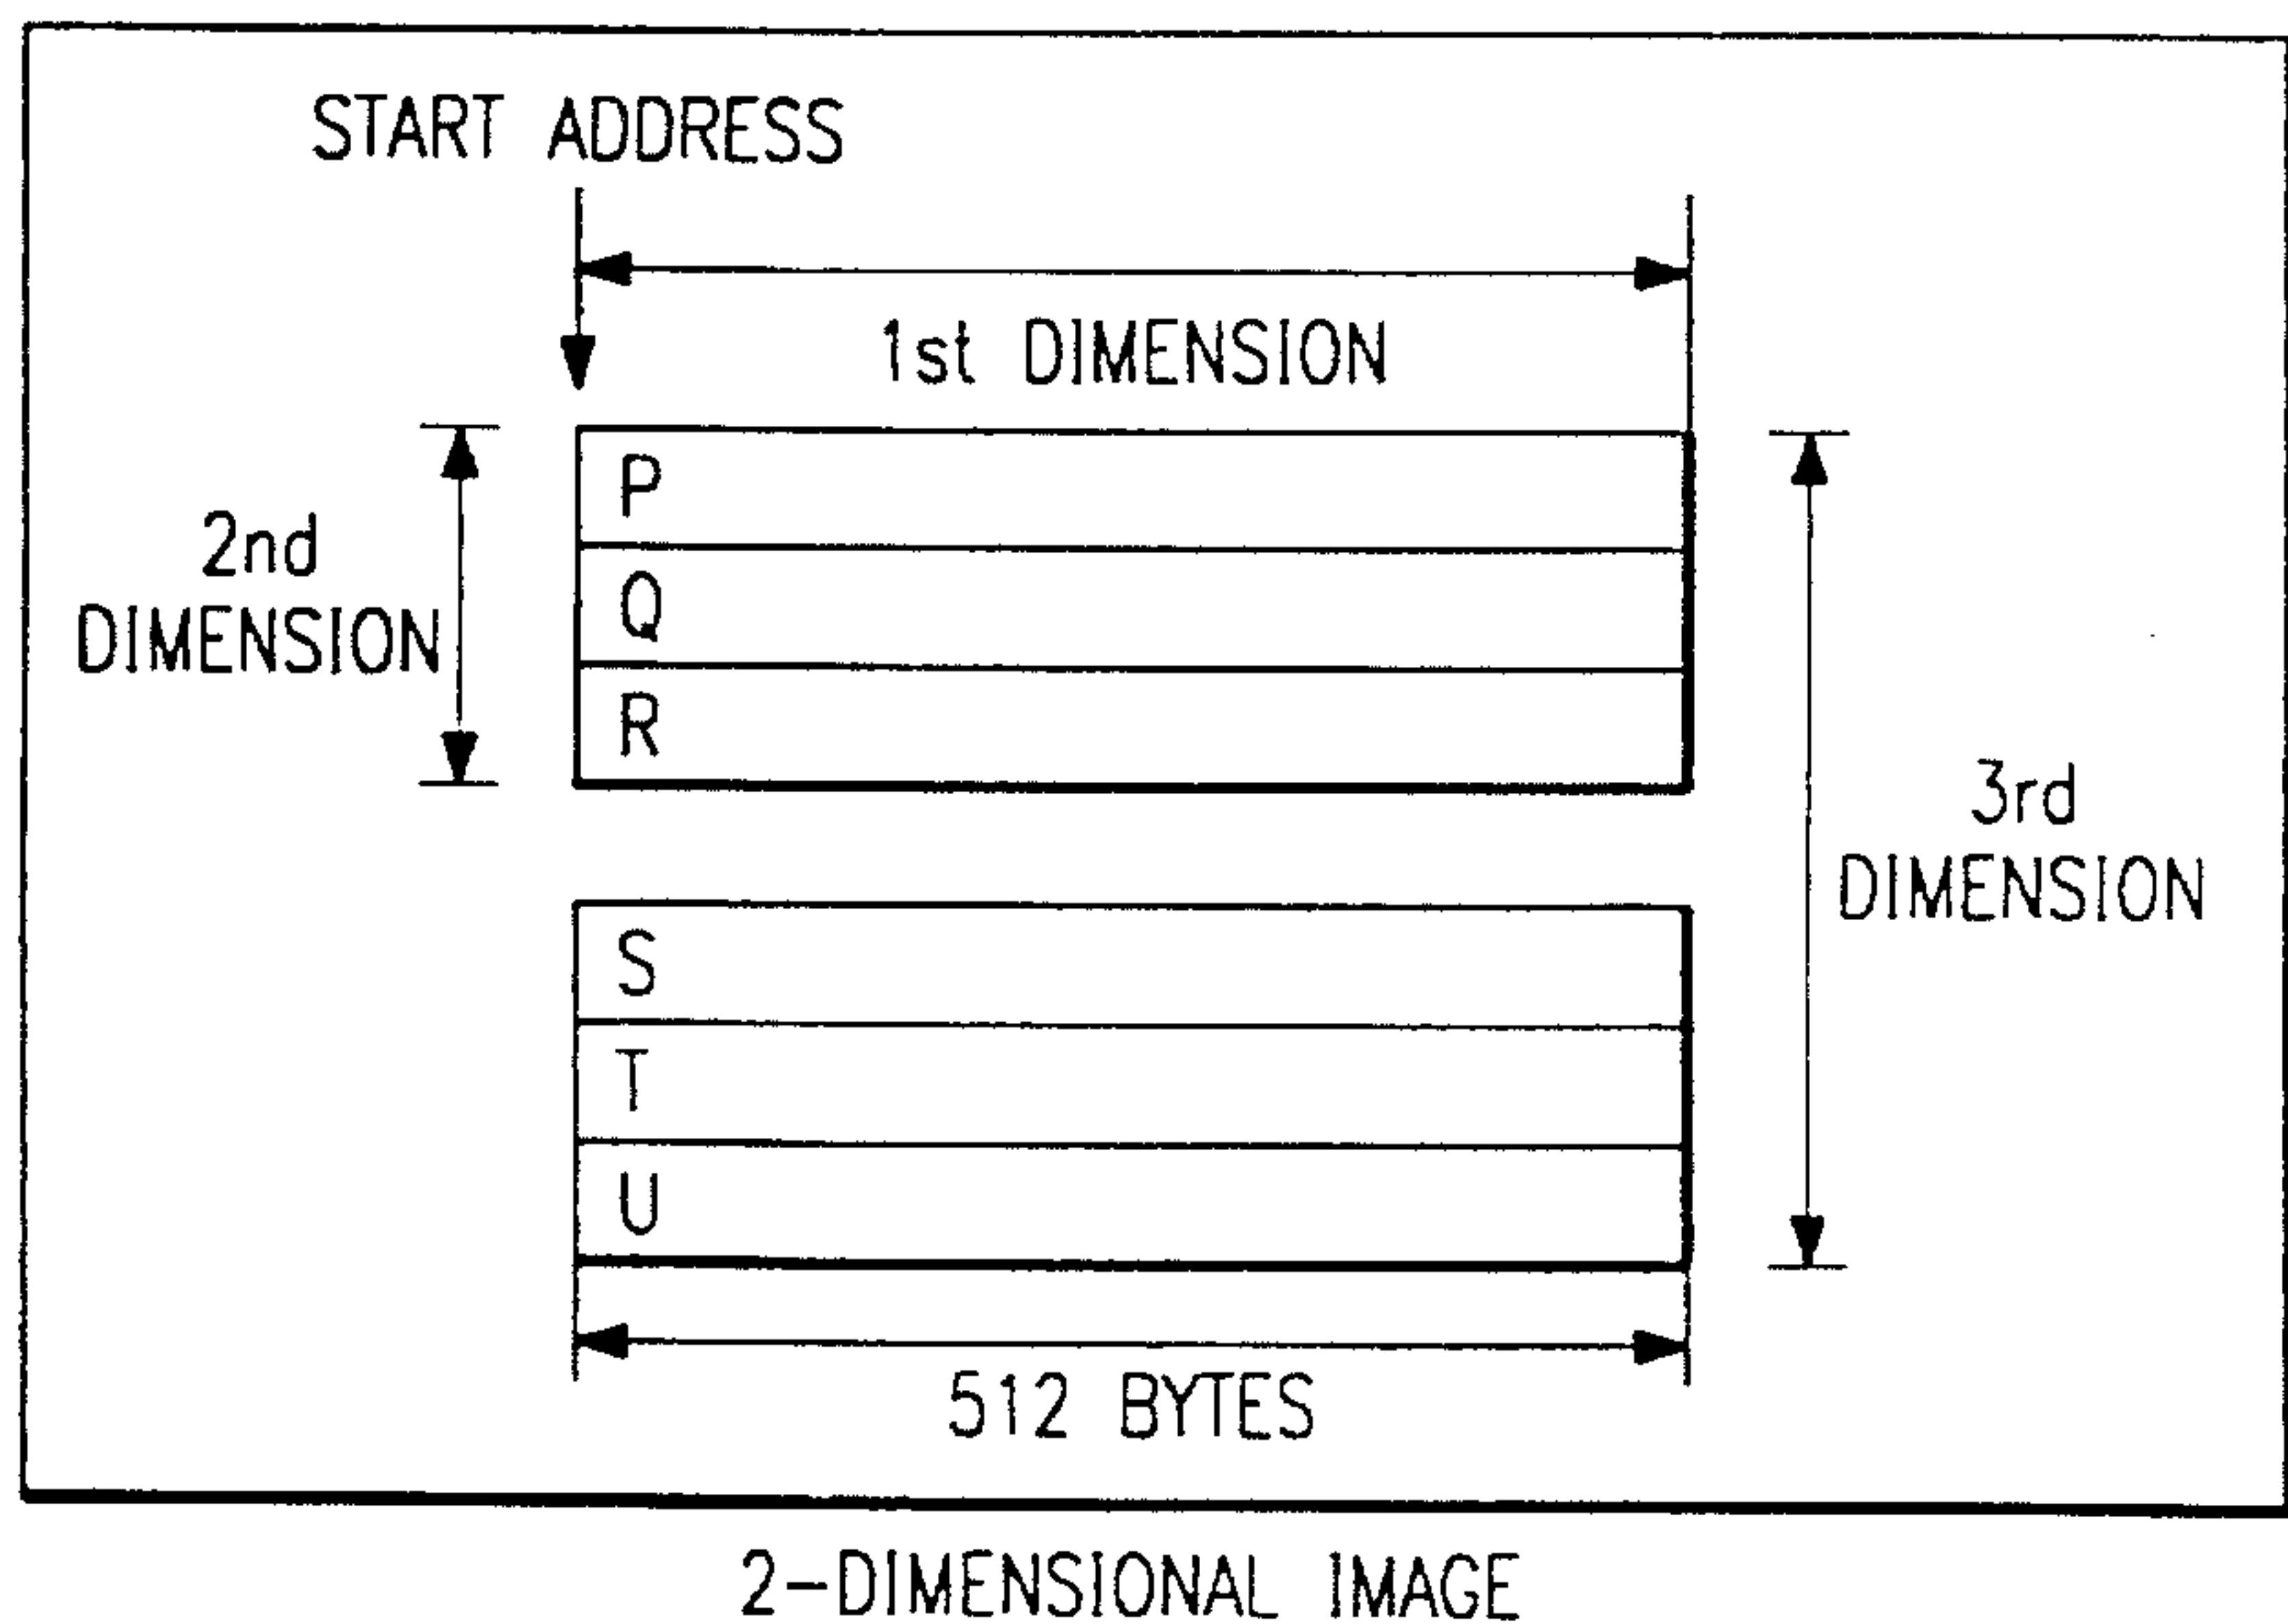 START ADDRESS
1st DIMENSION
2nd
DIMENSION
P
Q
R
3rd
DIMENSION
S
T
U
512 BYTES
2-DIMENSIONAL IMAGE